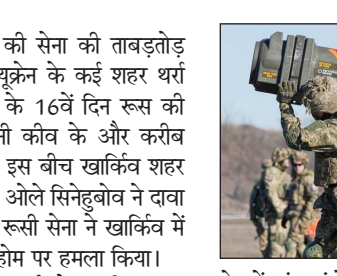 की सेना की ताबड़तोड़
यूक्रेन के कई शहर थर्रा
के 16वें दिन रूस की
कीव के और करीब
इस बीच खार्किव शहर
ओले सिनेहुबोव ने दावा
रूसी सेना ने खार्किव में
होम पर हमला किया।